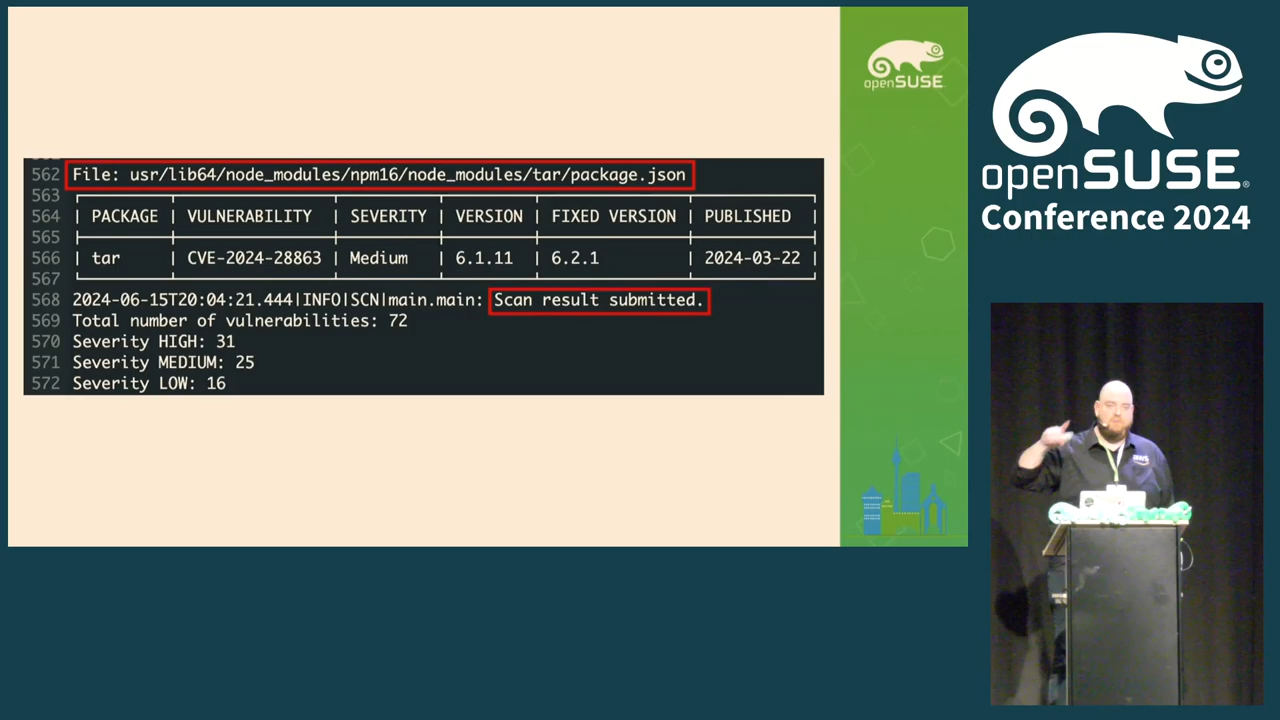 562 File: usr/lib64/node_modules/npm16/node_modules/tar/package.json
563
564 | PACKAGE | VULNERABILITY | SEVERITY | VERSION | FIXED VERSION | PUBLISHED |
565
566 | tar | CVE-2024-28863 | Medium | 6.1.11 | 6.2.1 | 2024-03-22 |
567
568 2024-06-15T20:04:21.444|INFO|SCN|main.main: Scan result submitted.
569 Total number of vulnerabilities: 72
570 Severity HIGH: 31
571 Severity MEDIUM: 25
572 Severity LOW: 16
openSUSE
openSUSE®
Conference 2024